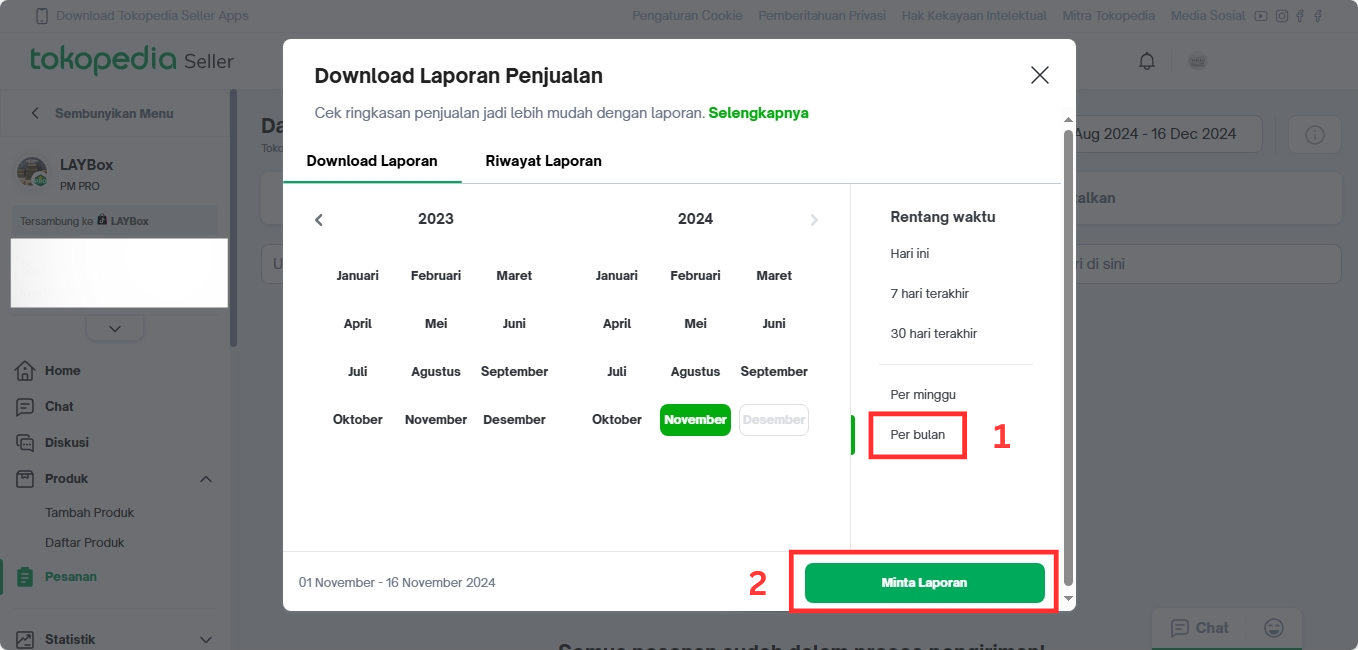 Download Tokopedia Seller Apps
Pengaturan Cookie Pemberitahuan Privasi Hak Kekayaan Intelektual Mitra Tokopedia Media Sosial
tokopedia Seller
Sembunyikan Menu
LAYBox
PM PRO
Tersambung ke LAYBox
Home
Chat
Diskusi
Produk
Tambah Produk
Daftar Produk
Pesanan
Statistik
Download Laporan Penjualan
Cek ringkasan penjualan jadi lebih mudah dengan laporan. Selengkapnya
Download Laporan Riwayat Laporan
2023 2024
Januari Februari Maret Januari Februari Maret
April Mei Juni April Mei Juni
Juli Agustus September Juli Agustus September
Oktober November Desember Oktober November Desember
Rentang waktu
Hari ini
7 hari terakhir
30 hari terakhir
Per minggu
Per bulan 1
01 November - 16 November 2024 2 Minta Laporan
Aug 2024 - 16 Dec 2024
di sini
Chat